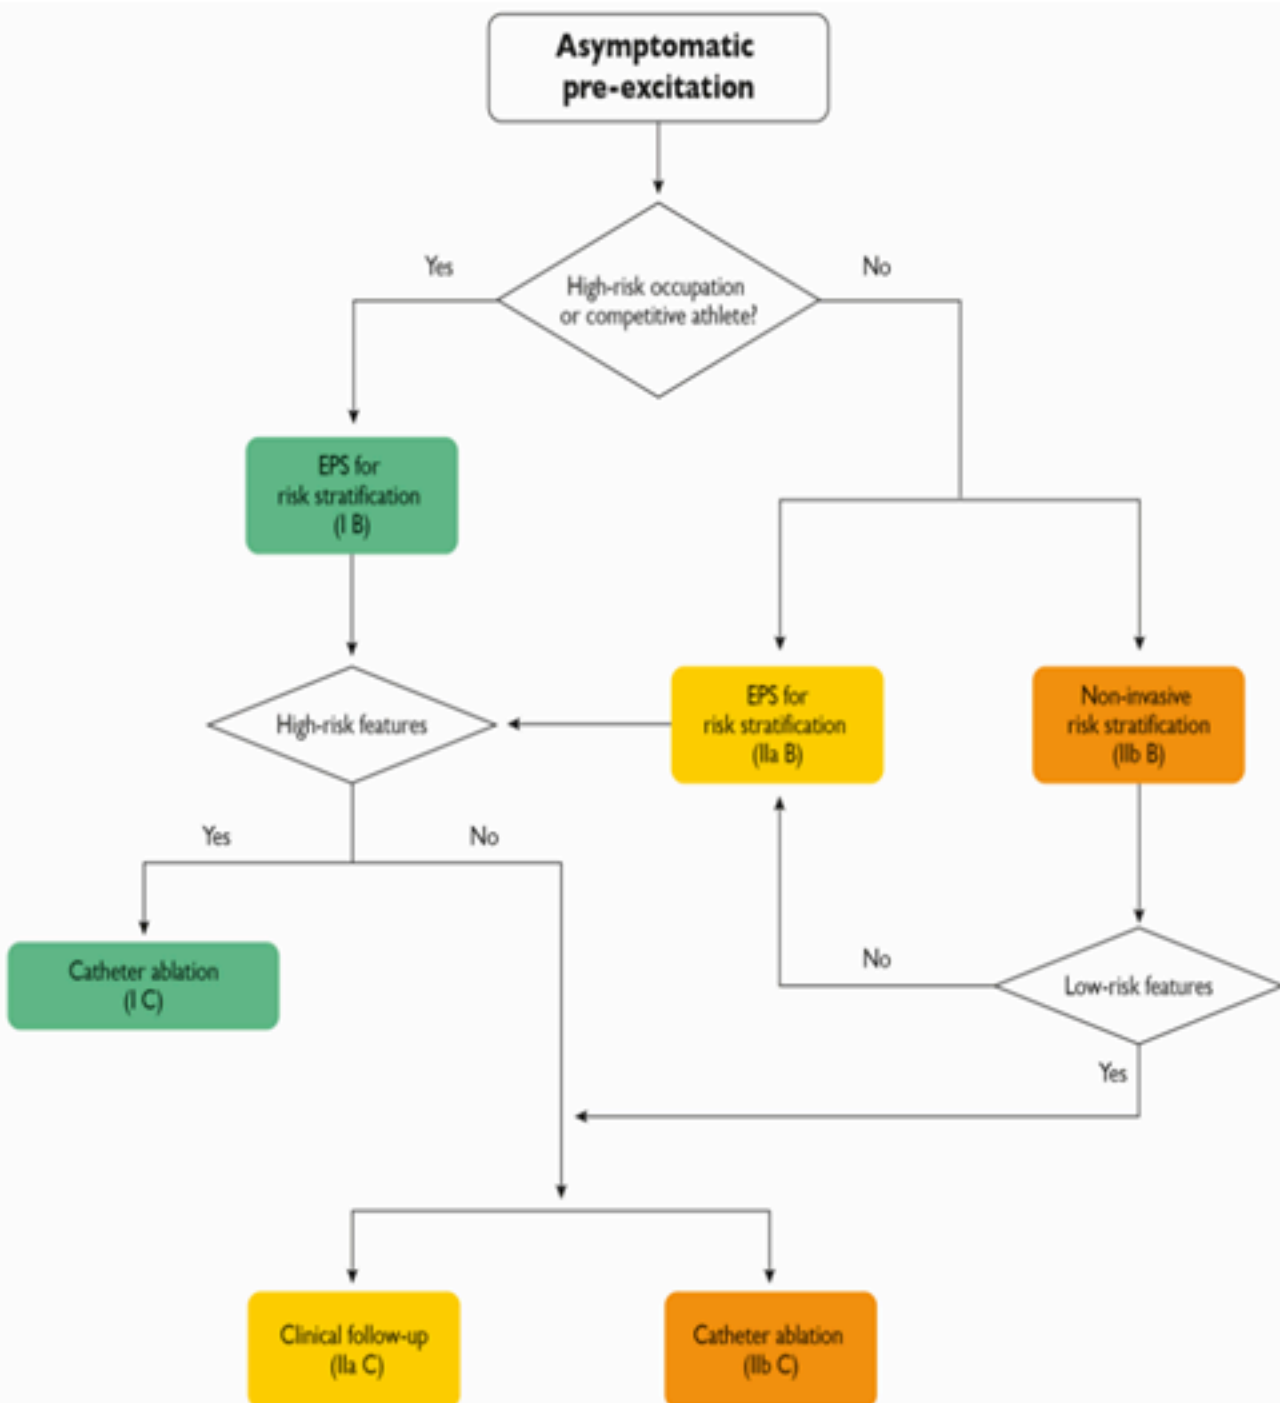 Asymptomatic
pre-excitation
Yes
No
High-risk occupation
or competitive athlete?
EPS for
risk stratification
(I B)
High-risk features
EPS for
risk stratification
(IIa B)
Non-invasive
risk stratification
(IIb B)
Yes
No
Catheter ablation
(I C)
No
Low-risk features
Yes
Clinical follow-up
(IIa C)
Catheter ablation
(IIb C)